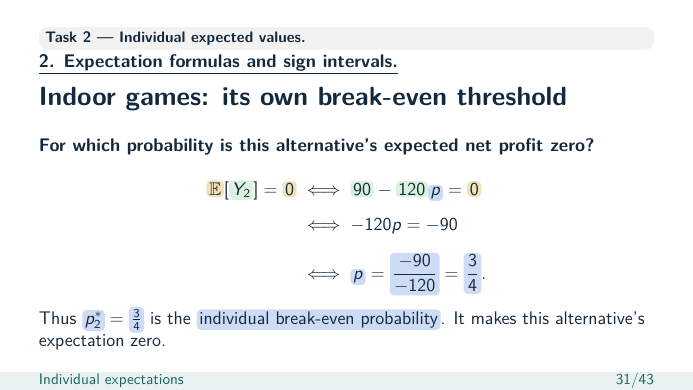 Task 2 — Individual expected values.
2. Expectation formulas and sign intervals.
Indoor games: its own break-even threshold
For which probability is this alternative's expected net profit zero?
𝔼[Y₂] = 0 ⟺ 90 − 120p = 0
⟺ −120p = −90
⟺ p = −90/−120 = 3/4.
Thus p₂* = 3/4 is the individual break-even probability. It makes this alternative's
expectation zero.
Individual expectations 31/43